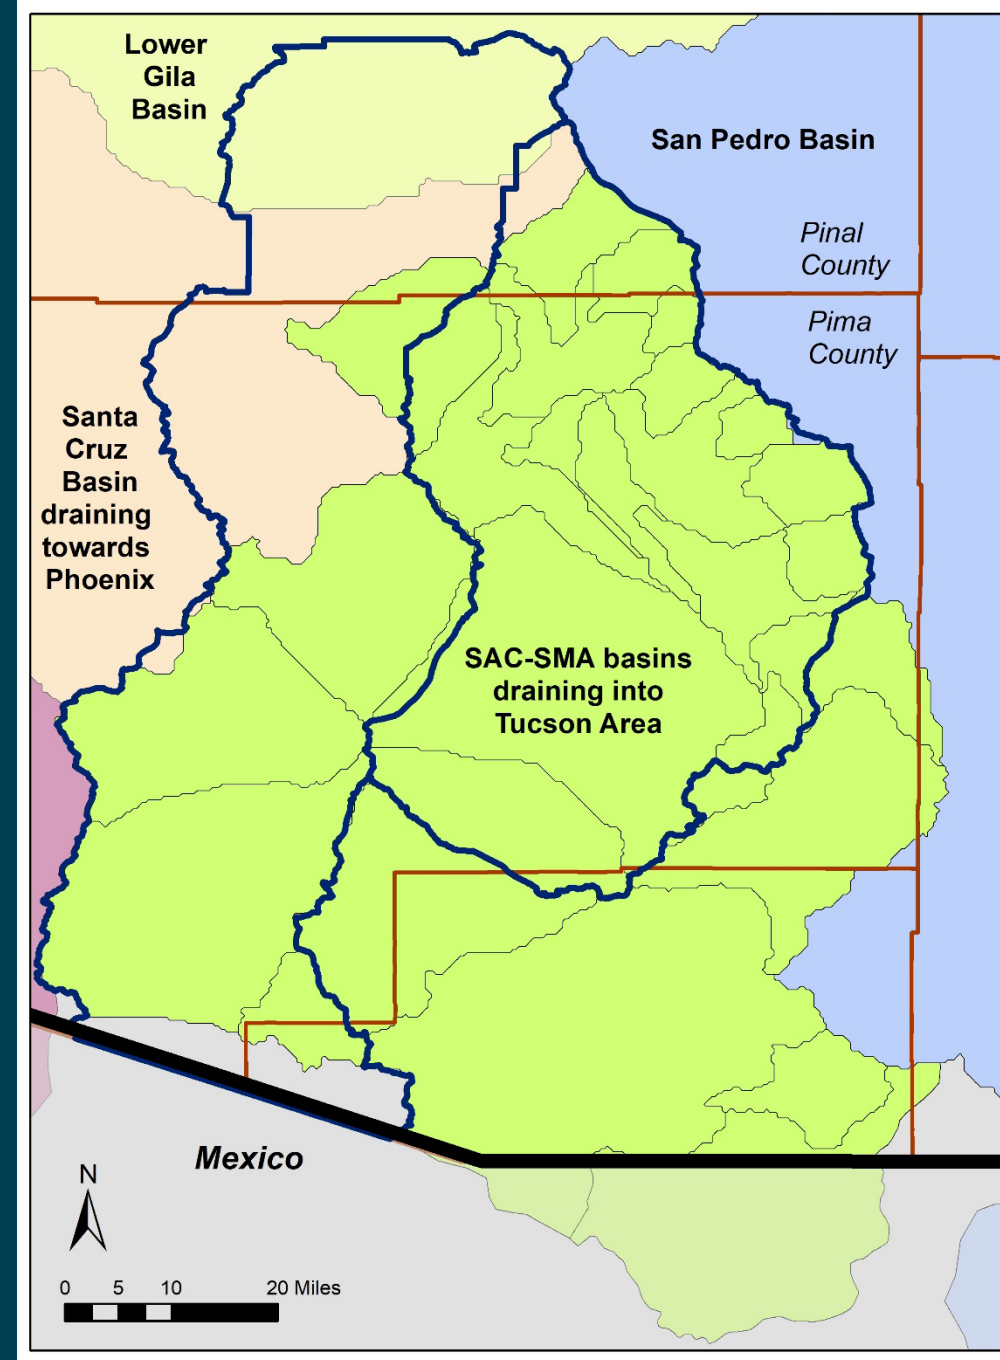 Lower
Gila
Basin
San Pedro Basin
Pinal
County
Pima
County
Santa
Cruz
Basin
draining
towards
Phoenix
SAC-SMA basins
draining into
Tucson Area
Mexico
N
0 5 10 20 Miles